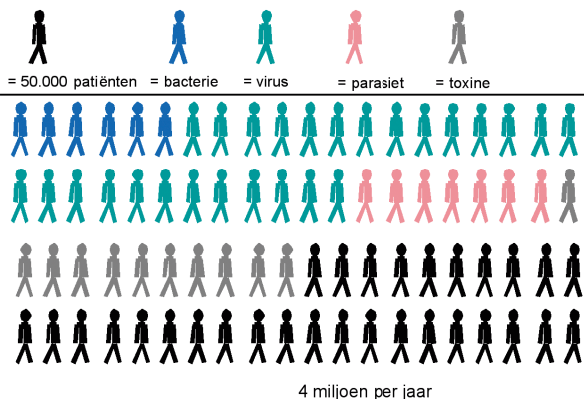 = 50.000 patiënten = bacterie = virus = parasiet = toxine
4 miljoen per jaar